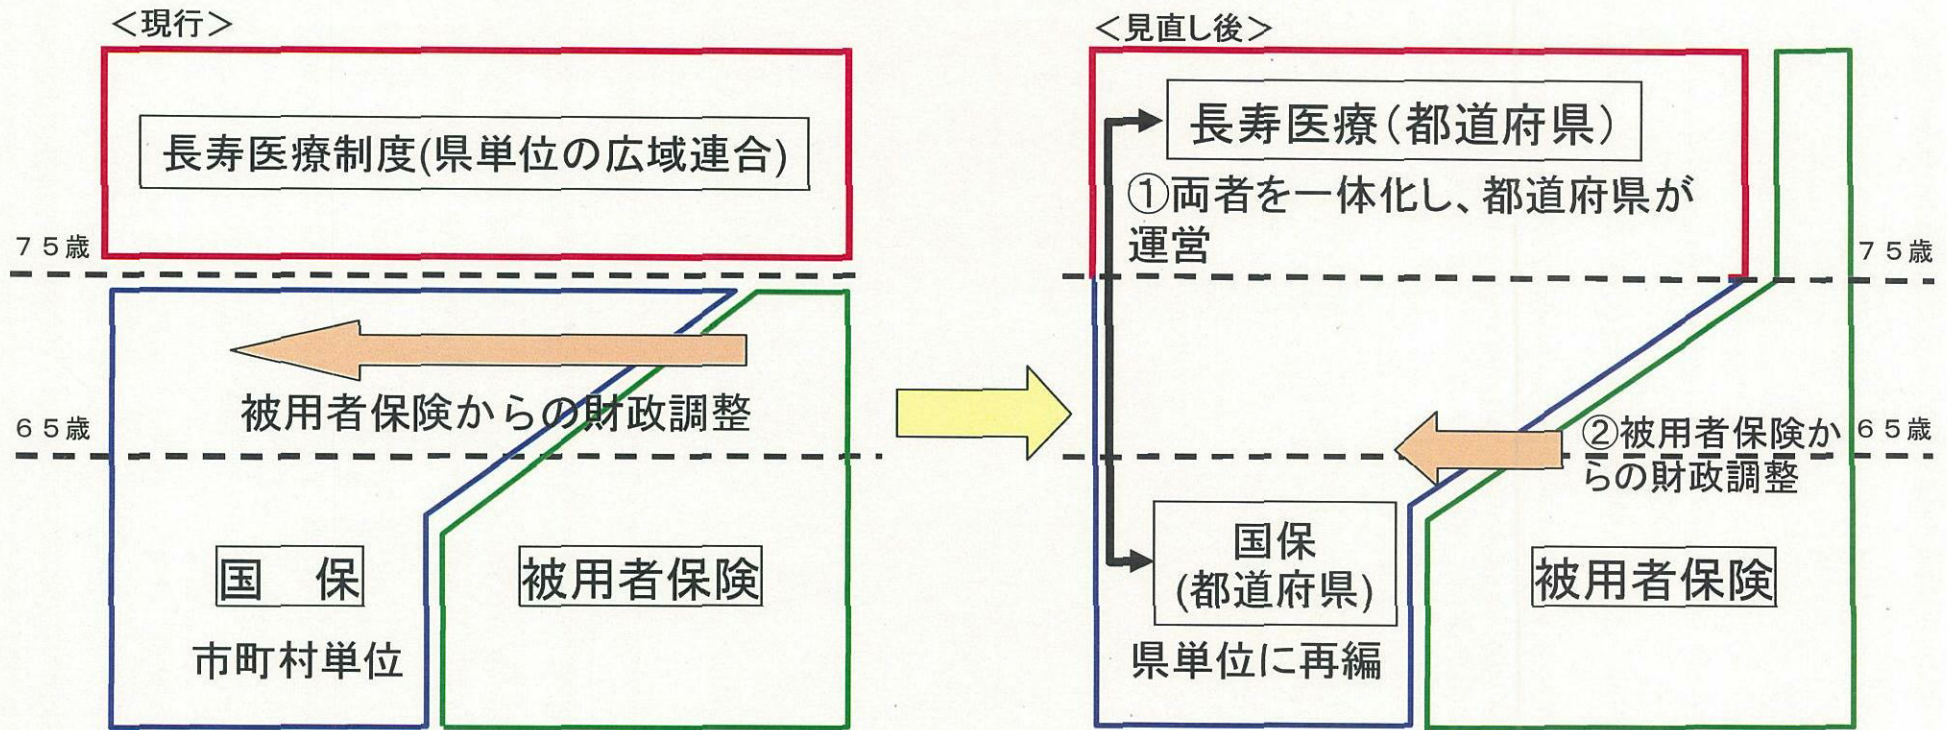 ＜現行＞
長寿医療制度(県単位の広域連合)
７５歳
被用者保険からの財政調整
６５歳
国　保
被用者保険
市町村単位
＜見直し後＞
長寿医療（都道府県）
①両者を一体化し、都道府県が
運営
７５歳
②被用者保険か
らの財政調整
６５歳
国保
(都道府県)
被用者保険
県単位に再編